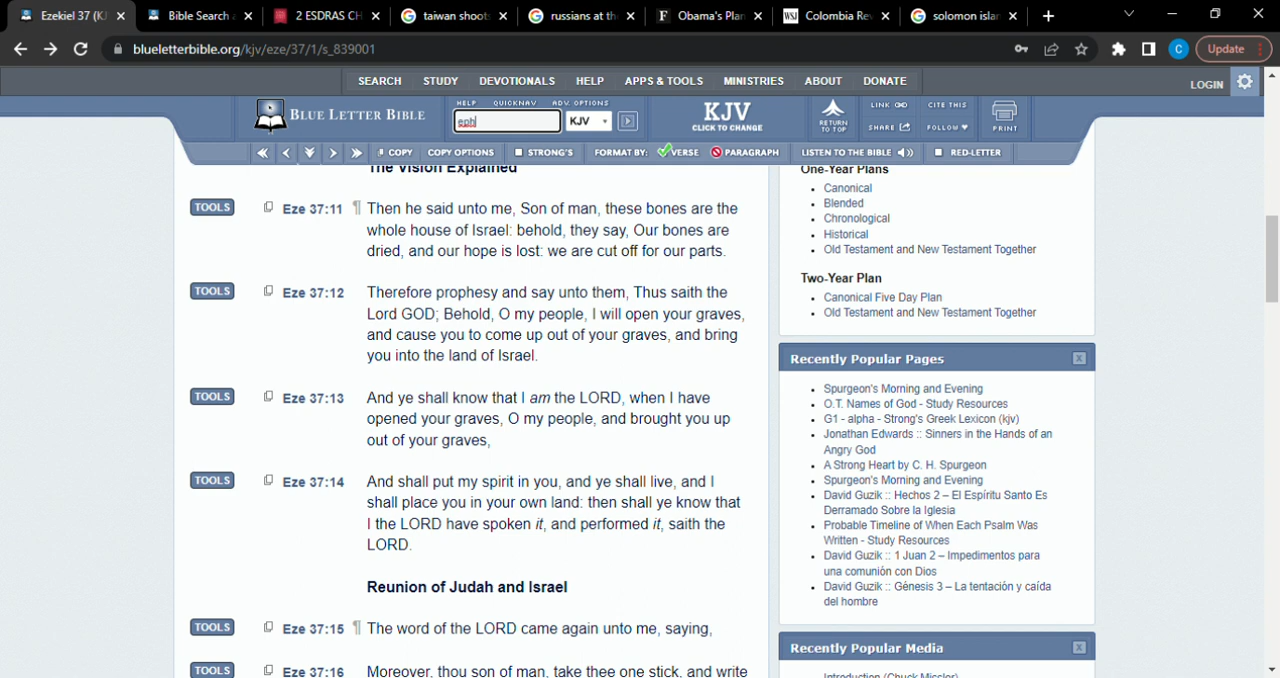 Ezekiel 37 (K.
Bible Search a
2 ESDRAS CH
taiwan shoots
russians at the
Obama's Plan
Colombia Rev
solomon islan
blueletterbible.org/kjv/eze/37/1/s_839001
Update
C
SEARCH STUDY DEVOTIONALS HELP APPS & TOOLS MINISTRIES ABOUT DONATE
LOGIN
BLUE LETTER BIBLE
HELP QUICKNAV ADV. OPTIONS
eph
KJV
KJV
CLICK TO CHANGE
RETURN TO TOP
LINK
CITE THIS
SHARE
FOLLOW
PRINT
COPY COPY OPTIONS STRONG'S FORMAT BY: VERSE PARAGRAPH LISTEN TO THE BIBLE RED-LETTER
The Vision Explained
TOOLS Eze 37:11 ¶ Then he said unto me, Son of man, these bones are the
whole house of Israel: behold, they say, Our bones are
dried, and our hope is lost: we are cut off for our parts.
TOOLS Eze 37:12 Therefore prophesy and say unto them, Thus saith the
Lord GOD; Behold, O my people, I will open your graves,
and cause you to come up out of your graves, and bring
you into the land of Israel.
TOOLS Eze 37:13 And ye shall know that I am the LORD, when I have
opened your graves, O my people, and brought you up
out of your graves,
TOOLS Eze 37:14 And shall put my spirit in you, and ye shall live, and I
shall place you in your own land: then shall ye know that
I the LORD have spoken it, and performed it, saith the
LORD.
Reunion of Judah and Israel
TOOLS Eze 37:15 ¶ The word of the LORD came again unto me, saying,
TOOLS Eze 37:16 Moreover, thou son of man, take thee one stick, and write
One-Year Plans
Canonical
Blended
Chronological
Historical
Old Testament and New Testament Together
Two-Year Plan
Canonical Five Day Plan
Old Testament and New Testament Together
Recently Popular Pages
Spurgeon's Morning and Evening
O.T. Names of God - Study Resources
G1 - alpha - Strong's Greek Lexicon (kjv)
Jonathan Edwards :: Sinners in the Hands of an
Angry God
A Strong Heart by C. H. Spurgeon
Spurgeon's Morning and Evening
David Guzik :: Hechos 2 – El Espíritu Santo Es
Derramado Sobre la Iglesia
Probable Timeline of When Each Psalm Was
Written - Study Resources
David Guzik :: 1 Juan 2 – Impedimentos para
una comunión con Dios
David Guzik :: Génesis 3 – La tentación y caída
del hombre
Recently Popular Media
Introduction (Chuck Missler)